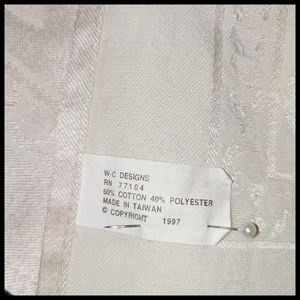 W-C DESIGNS
RN 77104
60% COTTON 40% POLYESTER
MADE IN TAIWAN
© COPYRIGHT 1997